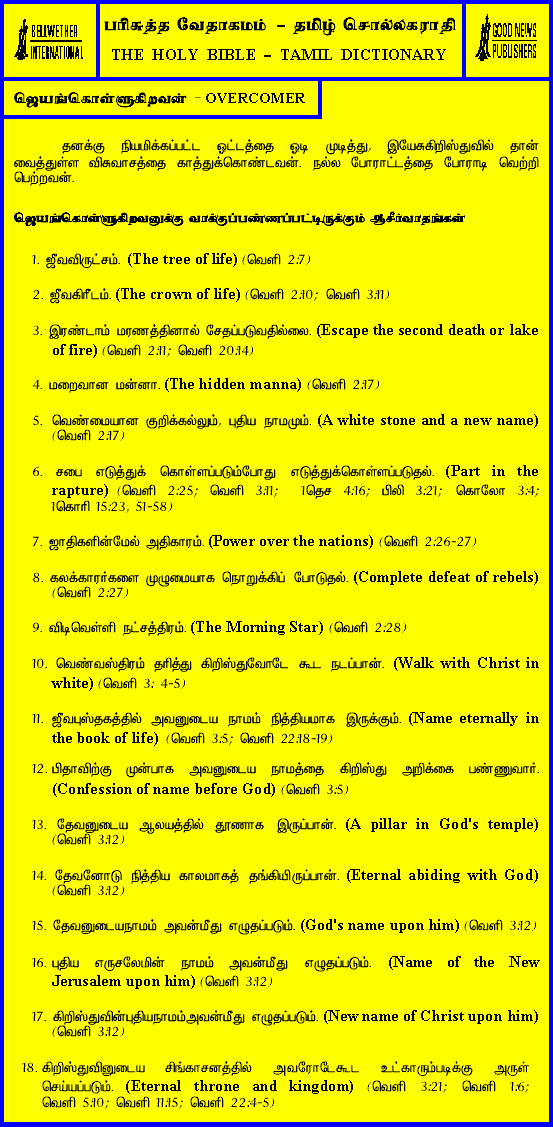 BELLWETHER
INTERNATIONAL
பரிசுத்த வேதாகமம் – தமிழ் சொல்லகராதி
THE HOLY BIBLE – TAMIL DICTIONARY
GOOD NEWS
PUBLISHERS
ஜெயங்கொள்ளுகிறவன் – OVERCOMER
தனக்கு நியமிக்கப்பட்ட ஓட்டத்தை ஓடி முடித்து, இயேசுகிறிஸ்துவில் தான்
வைத்துள்ள விசுவாசத்தை காத்துக்கொண்டவன். நல்ல போராட்டத்தை போராடி வெற்றி
பெற்றவன்.
ஜெயங்கொள்ளுகிறவனுக்கு வாக்குப்பண்ணப்பட்டிருக்கும் ஆசீர்வாதங்கள்
1. ஜீவவிருட்சம். (The tree of life) (வெளி 2:7)
2. ஜீவகிரீடம். (The crown of life) (வெளி 2:10; வெளி 3:11)
3. இரண்டாம் மரணத்தினால் சேதப்படுவதில்லை. (Escape the second death or lake
of fire) (வெளி 2:11; வெளி 20:14)
4. மறைவான மன்னா. (The hidden manna) (வெளி 2:17)
5. வெண்மையான குறிக்கல்லும், புதிய நாமமும். (A white stone and a new name)
(வெளி 2:17)
6. சபை எடுத்துக் கொள்ளப்படும்போது எடுத்துக்கொள்ளப்படுதல். (Part in the
rapture) (வெளி 2:25; வெளி 3:11; 1தெச 4:16; பிலி 3:21; கொலோ 3:4;
1கொரி 15:23, 51-58)
7. ஜாதிகளின்மேல் அதிகாரம். (Power over the nations) (வெளி 2:26-27)
8. கலக்காரர்களை முழுமையாக நொறுக்கிப் போடுதல். (Complete defeat of rebels)
(வெளி 2:27)
9. விடிவெள்ளி நட்சத்திரம். (The Morning Star) (வெளி 2:28)
10. வெண்வஸ்திரம் தரித்து கிறிஸ்துவோடே கூட நடப்பான். (Walk with Christ in
white) (வெளி 3: 4-5)
11. ஜீவபுஸ்தகத்தில் அவனுடைய நாமம் நித்தியமாக இருக்கும். (Name eternally in
the book of life) (வெளி 3:5; வெளி 22:18-19)
12. பிதாவிற்கு முன்பாக அவனுடைய நாமத்தை கிறிஸ்து அறிக்கை பண்ணுவார்.
(Confession of name before God) (வெளி 3:5)
13. தேவனுடைய ஆலயத்தில் தூணாக இருப்பான். (A pillar in God's temple)
(வெளி 3:12)
14. தேவனோடு நித்திய காலமாகத் தங்கியிருப்பான். (Eternal abiding with God)
(வெளி 3:12)
15. தேவனுடையநாமம் அவன்மீது எழுதப்படும். (God's name upon him) (வெளி 3:12)
16. புதிய எருசலேமின் நாமம் அவன்மீது எழுதப்படும். (Name of the New
Jerusalem upon him) (வெளி 3:12)
17. கிறிஸ்துவின்புதியநாமம்அவன்மீது எழுதப்படும். (New name of Christ upon him)
(வெளி 3:12)
18. கிறிஸ்துவினுடைய சிங்காசனத்தில் அவரோடேகூட உட்காரும்படிக்கு அருள்
செய்யப்படும். (Eternal throne and kingdom) (வெளி 3:21; வெளி 1:6;
வெளி 5:10; வெளி 11:15; வெளி 22:4-5)